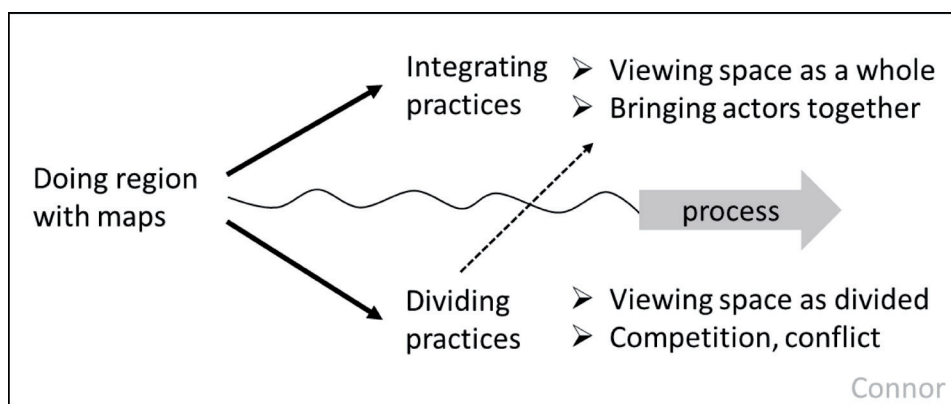 Doing region
with maps
Integrating
practices
➢ Viewing space as a whole
➢ Bringing actors together
process
Dividing
practices
➢ Viewing space as divided
➢ Competition, conflict
Connor